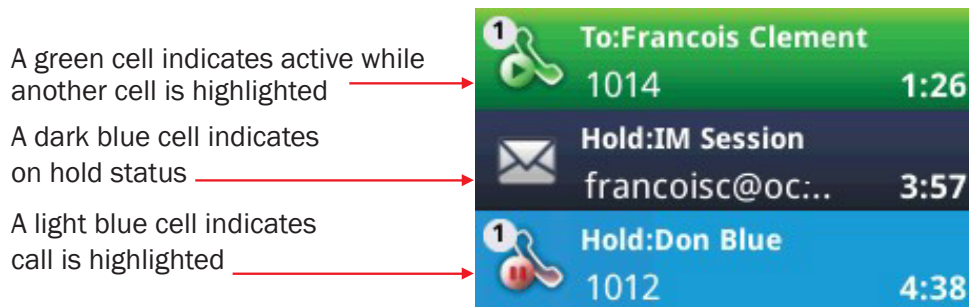 A green cell indicates active while
another cell is highlighted
A dark blue cell indicates
on hold status
A light blue cell indicates
call is highlighted
1
To:Francois Clement
1014 1:26
Hold:IM Session
francoisc@oc:.. 3:57
1
Hold:Don Blue
1012 4:38